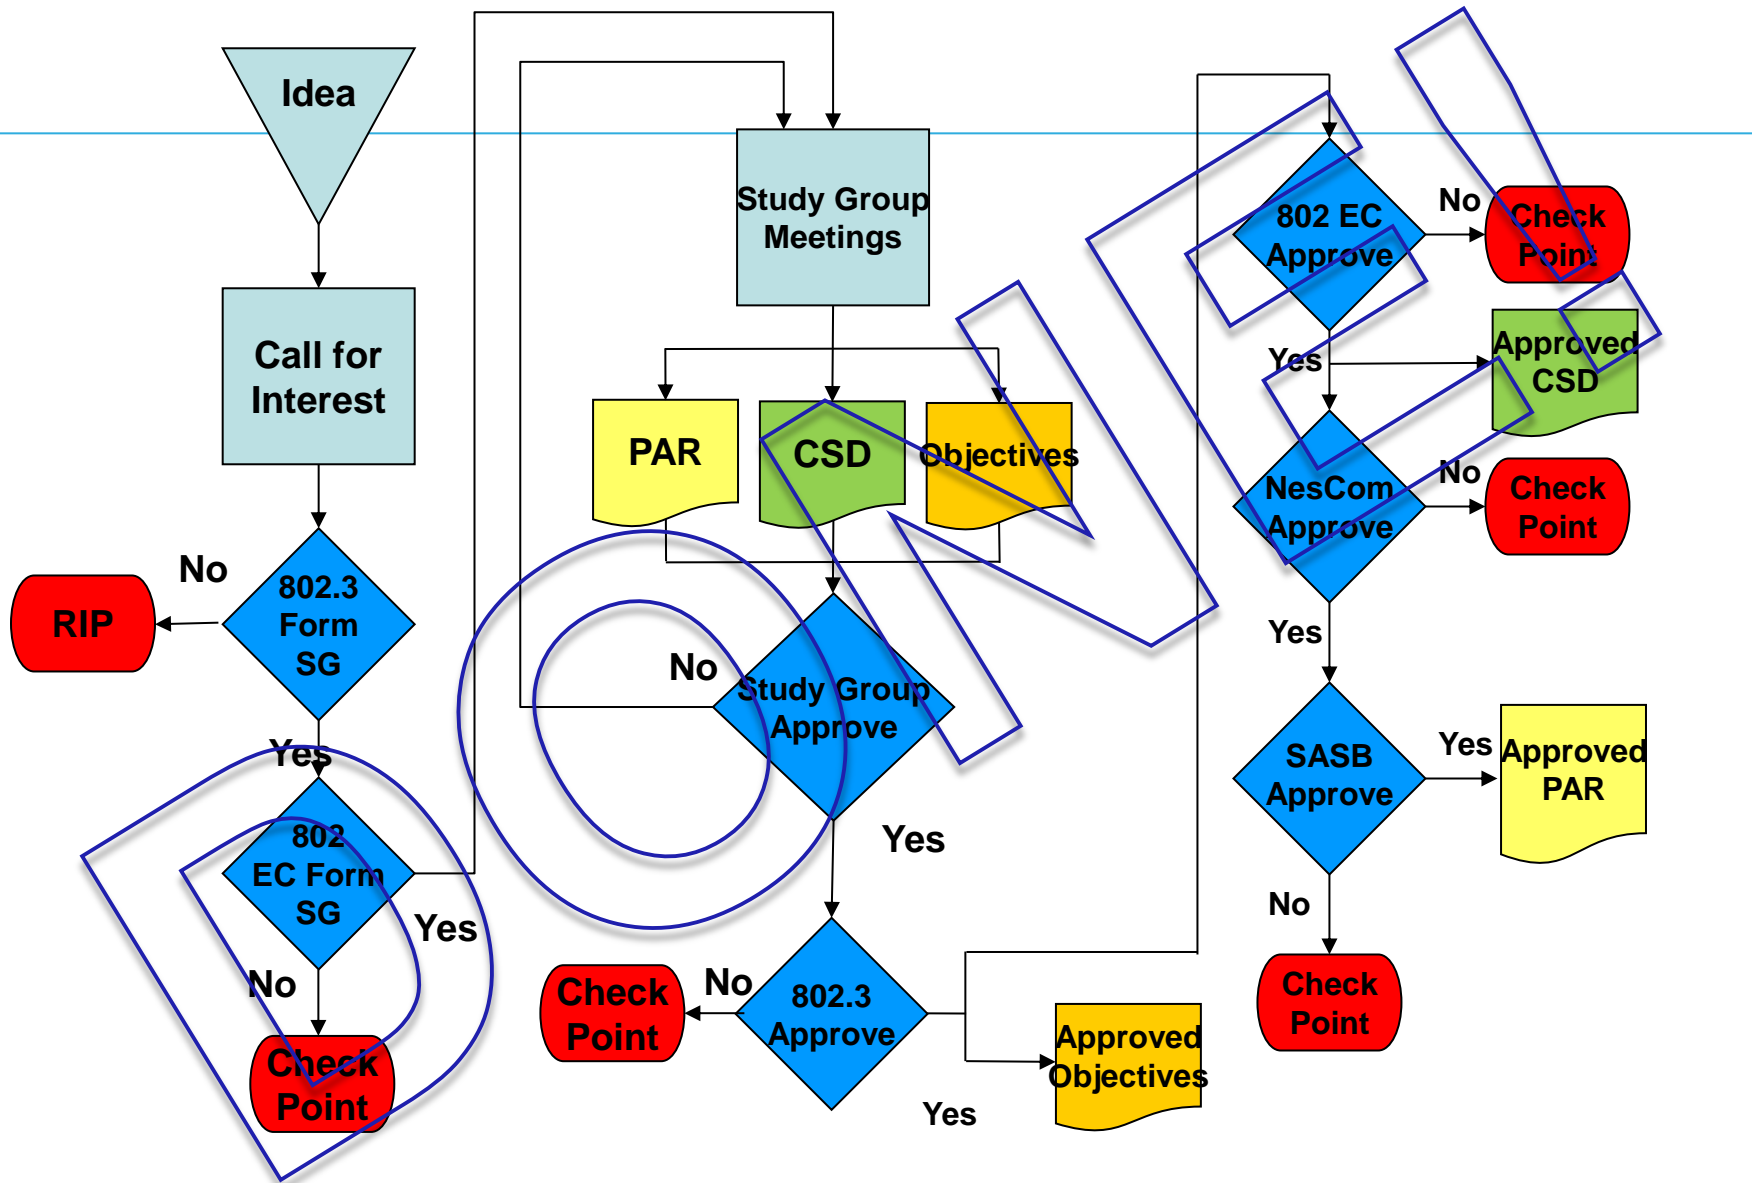 Idea
Call for
Interest
No
802.3
Form
SG
RIP
Yes
802
EC Form
SG
Yes
No
Check
Point
Study Group
Meetings
PAR
CSD
Objectives
No
Study Group
Approve
Yes
802.3
Approve
No
Check
Point
Yes
Approved
Objectives
802 EC
Approve
No
Check
Point
Yes
Approved
CSD
NesCom
Approve
No
Check
Point
Yes
SASB
Approve
Yes
Approved
PAR
No
Check
Point
DONE!